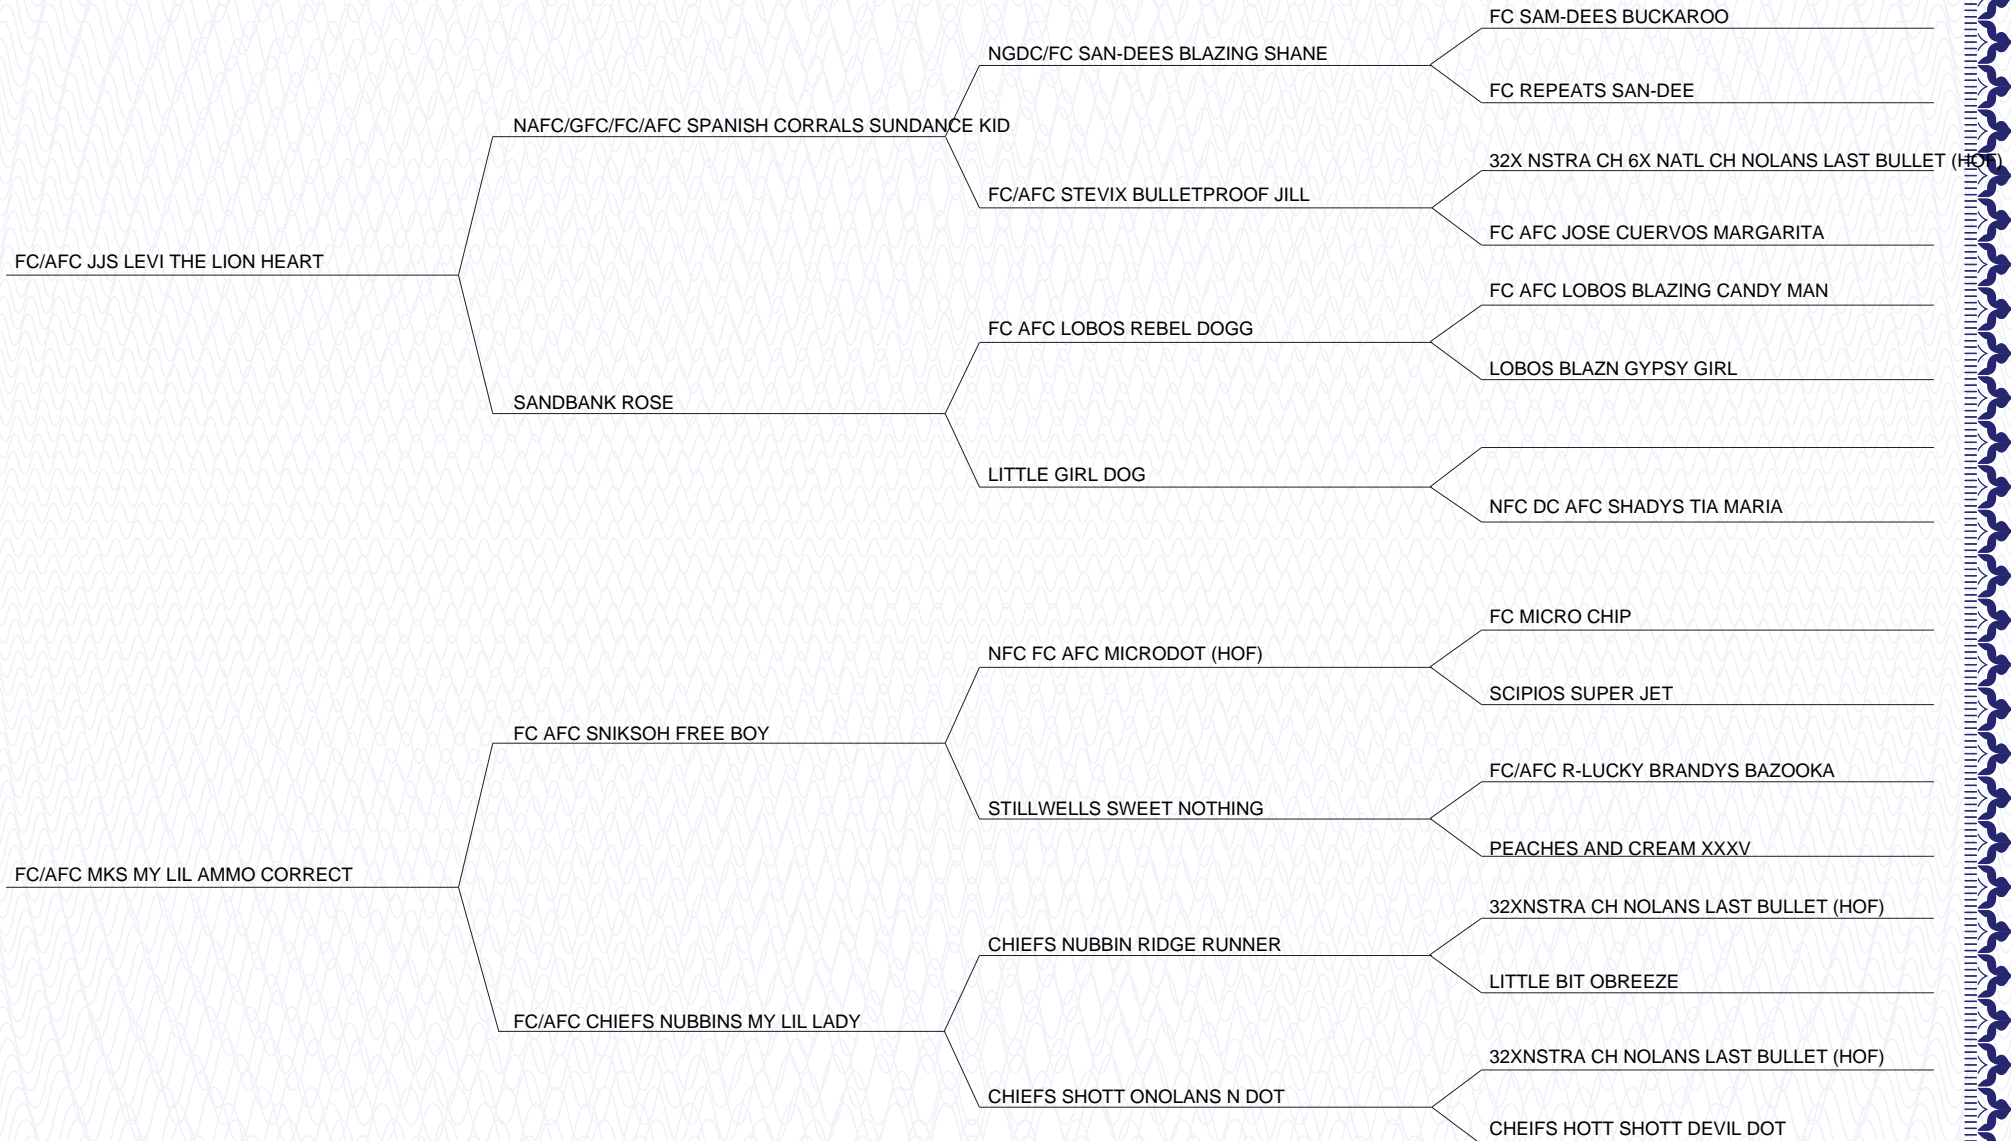 FC SAM-DEES BUCKAROO
NGDC/FC SAN-DEES BLAZING SHANE
FC REPEATS SAN-DEE
NAFC/GFC/FC/AFC SPANISH CORRALS SUNDANCE KID
32X NSTRA CH 6X NATL CH NOLANS LAST BULLET (HOF)
FC/AFC STEVIX BULLETPROOF JILL
FC AFC JOSE CUERVOS MARGARITA
FC/AFC JJS LEVI THE LION HEART
FC AFC LOBOS BLAZING CANDY MAN
FC AFC LOBOS REBEL DOGG
LOBOS BLAZN GYPSY GIRL
SANDBANK ROSE
LITTLE GIRL DOG
NFC DC AFC SHADYS TIA MARIA
FC MICRO CHIP
NFC FC AFC MICRODOT (HOF)
SCIPIOS SUPER JET
FC AFC SNIKSOH FREE BOY
FC/AFC R-LUCKY BRANDYS BAZOOKA
STILLWELLS SWEET NOTHING
PEACHES AND CREAM XXXV
FC/AFC MKS MY LIL AMMO CORRECT
32XNSTRA CH NOLANS LAST BULLET (HOF)
CHIEFS NUBBIN RIDGE RUNNER
LITTLE BIT OBREEZE
FC/AFC CHIEFS NUBBINS MY LIL LADY
32XNSTRA CH NOLANS LAST BULLET (HOF)
CHIEFS SHOTT ONOLANS N DOT
CHEIFS HOTT SHOTT DEVIL DOT